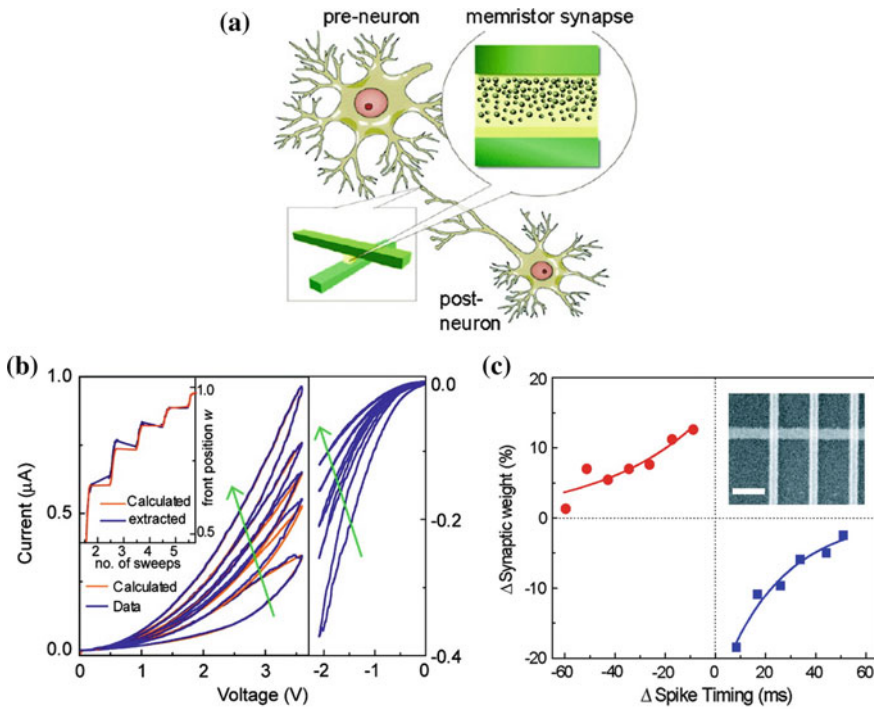 (a)
pre-neuron
memristor synapse
post-
neuron
(b)
1.0
0.5
0.0
Current (μA)
1.0
0.5
front position w
2
3
4
5
no. of sweeps
Calculated
extracted
Calculated
Data
0
1
2
3
-2
-1
0
Voltage (V)
0.0
-0.2
-0.4
(c)
20
10
0
-10
-20
Δ Synaptic weight (%)
-60
-40
-20
0
20
40
60
Δ Spike Timing (ms)